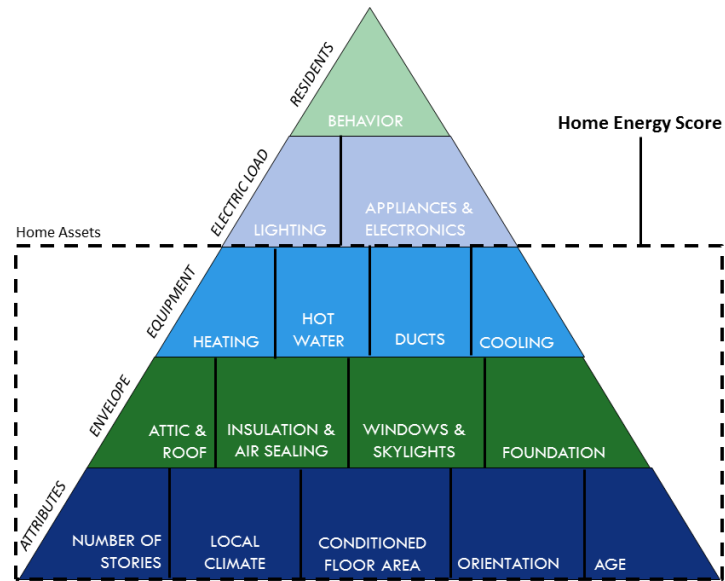 RESIDENTS
BEHAVIOR
Home Energy Score
ELECTRIC LOAD
LIGHTING
APPLIANCES &
ELECTRONICS
Home Assets
EQUIPMENT
HEATING
HOT
WATER
DUCTS
COOLING
ENVELOPE
ATTIC &
ROOF
INSULATION &
AIR SEALING
WINDOWS &
SKYLIGHTS
FOUNDATION
ATTRIBUTES
NUMBER OF
STORIES
LOCAL
CLIMATE
CONDITIONED
FLOOR AREA
ORIENTATION
AGE